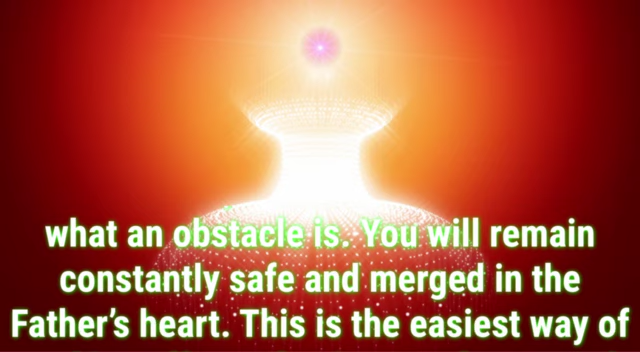 what an obstacle is. You will remain
constantly safe and merged in the
Father’s heart. This is the easiest way of